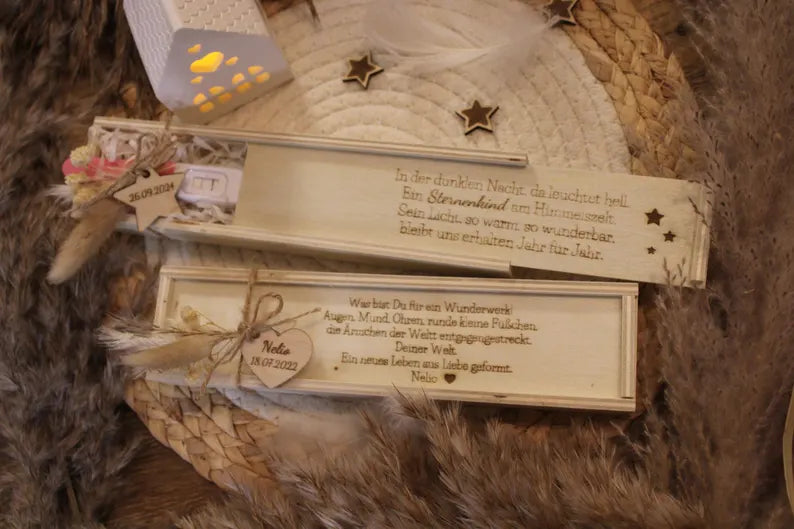 In der dunklen Nacht, da leuchtet hell.
Ein Sternenkind am Himmelszelt.
Sein Licht, so warm, so wunderbar,
bleibt uns erhalten Jahr für Jahr.
26.09.2024
Was bist Du für ein Wunderwerk!
Augen, Mund, Ohren, runde kleine Füßchen,
die Ärmchen der Weltt entgegengestreckt.
Deiner Welt.
Ein neues Leben aus Liebe geformt.
Nelio
Nelio
18.07.2022